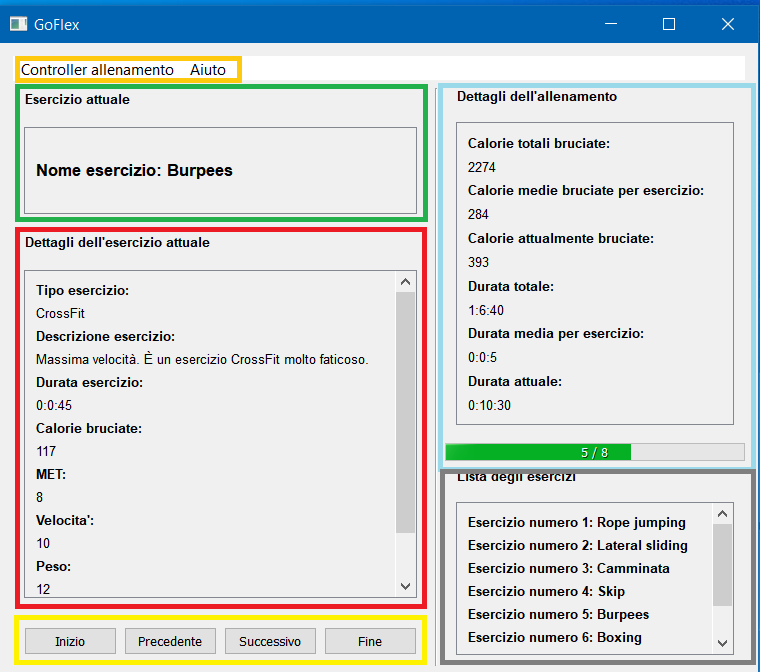 GoFlex
Controller allenamento Aiuto
Esercizio attuale
Nome esercizio: Burpees
Dettagli dell'esercizio attuale
Tipo esercizio:
CrossFit
Descrizione esercizio:
Massima velocità. È un esercizio CrossFit molto faticoso.
Durata esercizio:
0:0:45
Calorie bruciate:
117
MET:
8
Velocita':
10
Peso:
12
Inizio Precedente Successivo Fine
Dettagli dell'allenamento
Calorie totali bruciate:
2274
Calorie medie bruciate per esercizio:
284
Calorie attualmente bruciate:
393
Durata totale:
1:6:40
Durata media per esercizio:
0:0:5
Durata attuale:
0:10:30
5 / 8
Lista degli esercizi
Esercizio numero 1: Rope jumping
Esercizio numero 2: Lateral sliding
Esercizio numero 3: Camminata
Esercizio numero 4: Skip
Esercizio numero 5: Burpees
Esercizio numero 6: Boxing